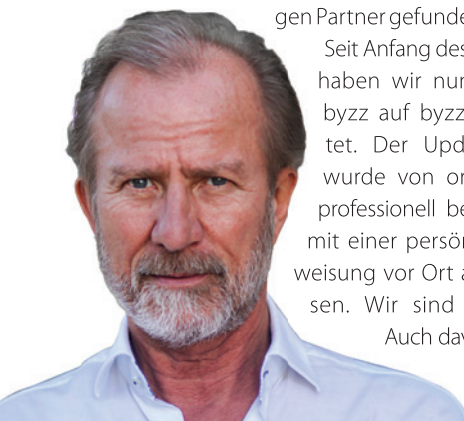 gen Partner gefunde
Seit Anfang des
haben wir nur
byzz auf byzz
tet. Der Upd
wurde von or
professionell be
mit einer persör
weisung vor Ort a
sen. Wir sind
Auch dav